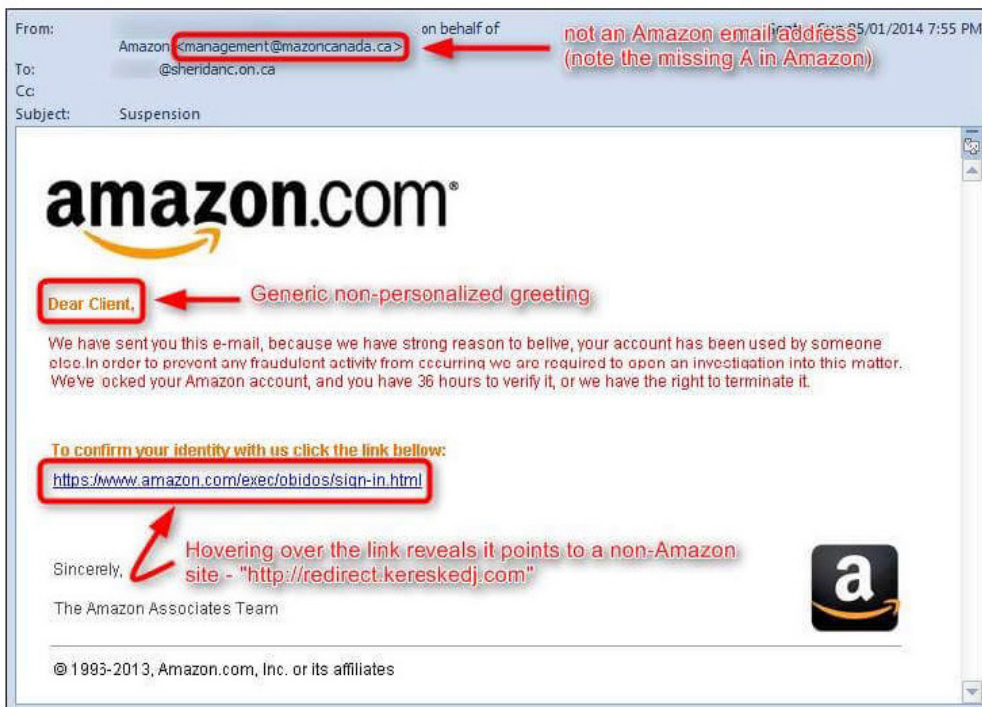 From: on behalf of
Amazon <management@mazoncanada.ca> 05/01/2014 7:55 PM
not an Amazon email address
(note the missing A in Amazon)
To: @sheridanc.on.ca
Cc:
Subject: Suspension
amazon.com®
Dear Client,
Generic non-personalized greeting
We have sent you this e-mail, because we have strong reason to belive, your account has been used by someone
else.In order to prevent any fraudulent activity from occurring we are required to open an investigation into this matter.
We've locked your Amazon account, and you have 36 hours to verify it, or we have the right to terminate it.
To confirm your identity with us click the link bellow:
https:/www.amazon.com/exec/obidos/sign-in.html
Hovering over the link reveals it points to a non-Amazon
site - "http://redirect.kereskedj.com"
Sincerely,
The Amazon Associates Team
a
© 1995-2013, Amazon.com, Inc. or its affiliates